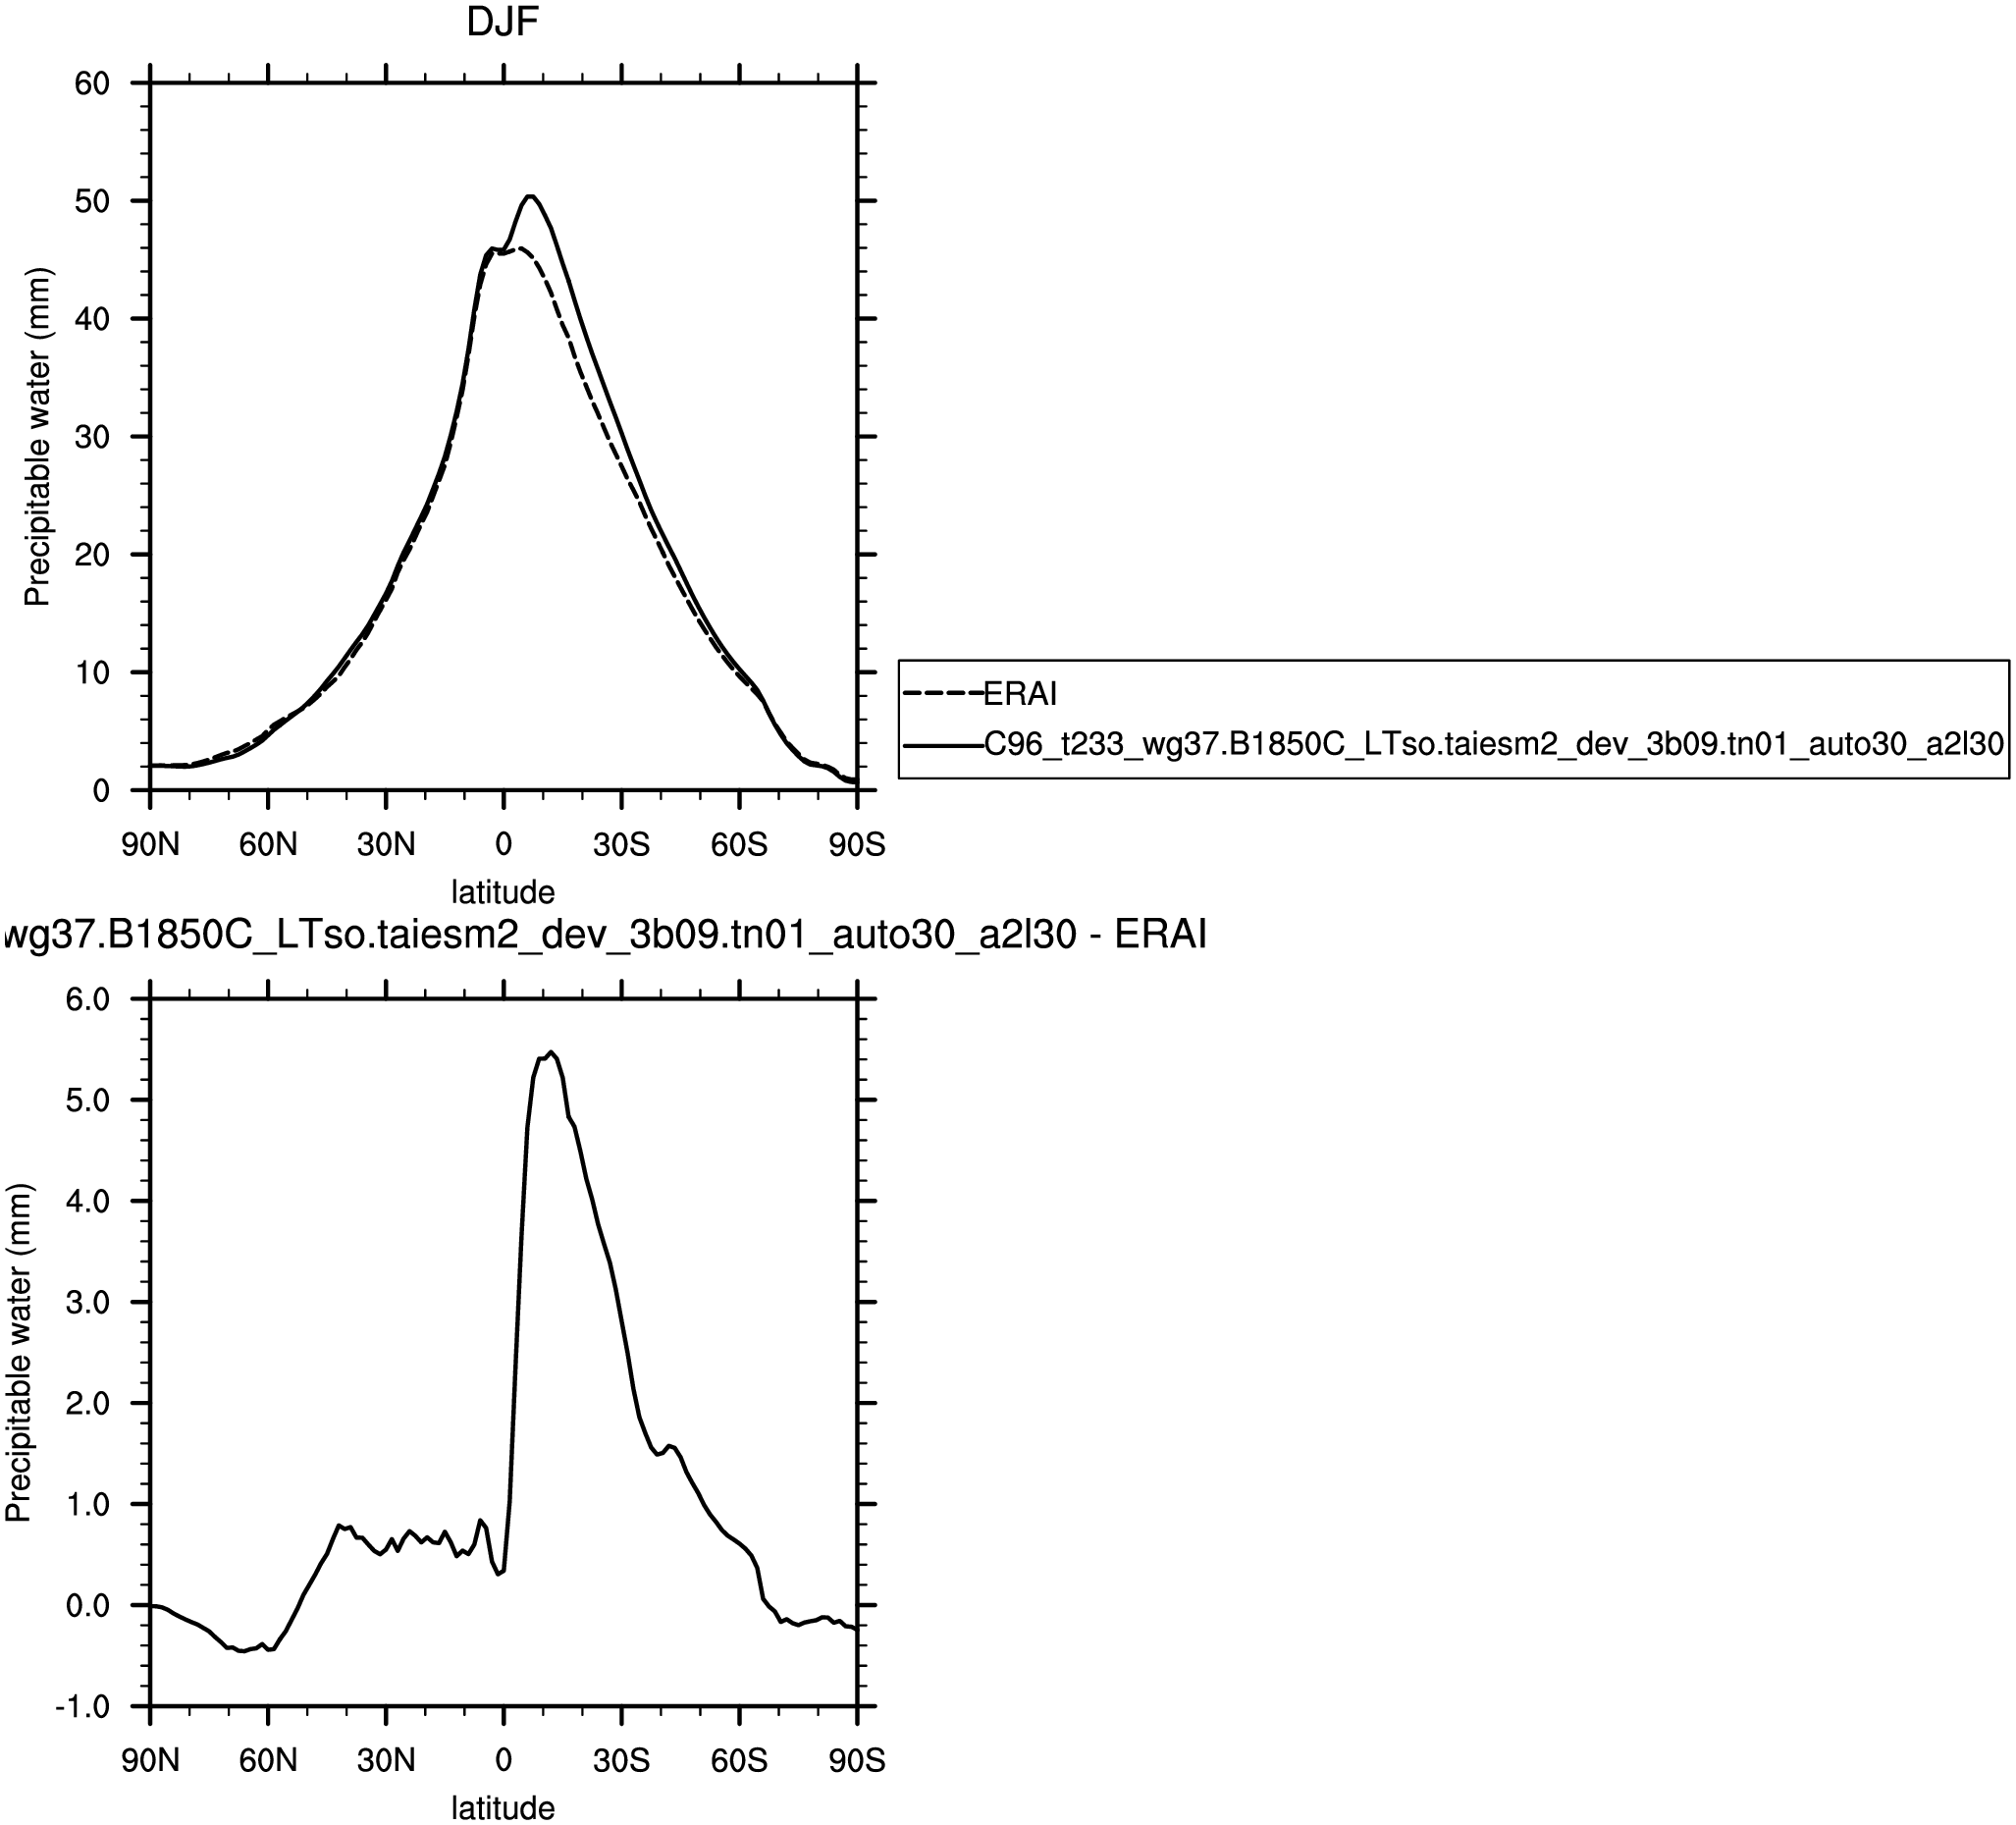 DJF
60
50
40
30
20
10
0
Precipitable water (mm)
90N 60N 30N 0 30S 60S 90S
latitude
ERAI
C96_t233_wg37.B1850C_LTso.taiesm2_dev_3b09.tn01_auto30_a2l30
wg37.B1850C_LTso.taiesm2_dev_3b09.tn01_auto30_a2l30 - ERAI
6.0
5.0
4.0
3.0
2.0
1.0
0.0
-1.0
Precipitable water (mm)
90N 60N 30N 0 30S 60S 90S
latitude